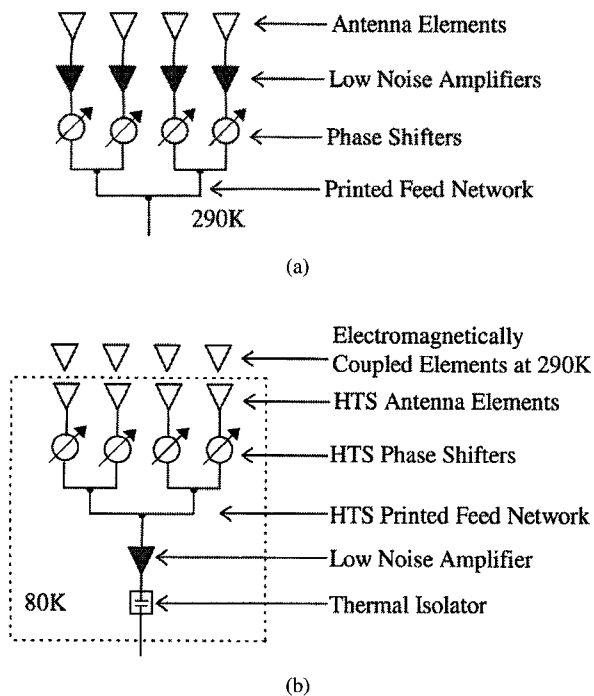 Antenna Elements
Low Noise Amplifiers
Phase Shifters
Printed Feed Network
290K
(a)
Electromagnetically
Coupled Elements at 290K
HTS Antenna Elements
HTS Phase Shifters
HTS Printed Feed Network
Low Noise Amplifier
80K
Thermal Isolator
(b)